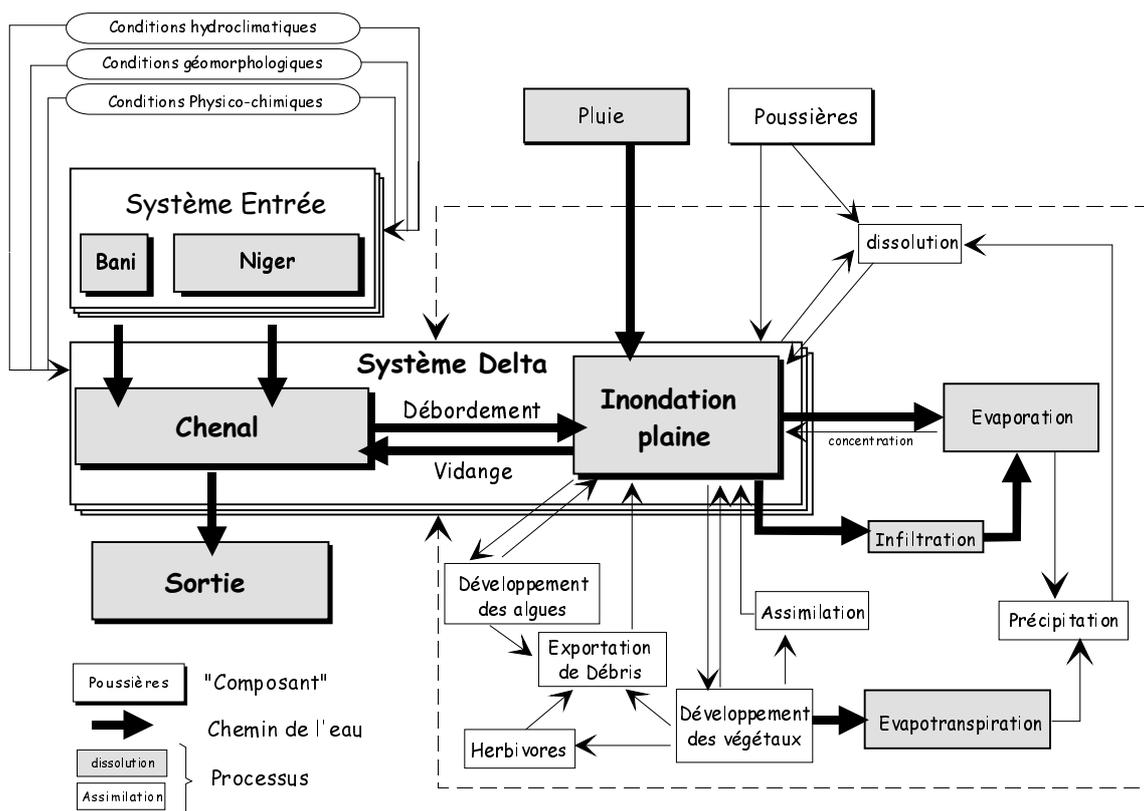 Conditions hydroclimatiques
Conditions géomorphologiques
Conditions Physico-chimiques
Pluie
Poussières
Système Entrée
Bani
Niger
dissolution
Système Delta
Chenal
Débordement
Vidange
Inondation
plaine
Evaporation
concentration
Infiltration
Sortie
Développement
des algues
Assimilation
Précipitation
Exportation
de Débris
Développement
des végétaux
Evapotranspiration
Herbivores
Poussières
"Composant"
Chemin de l'eau
dissolution
Assimilation
Processus